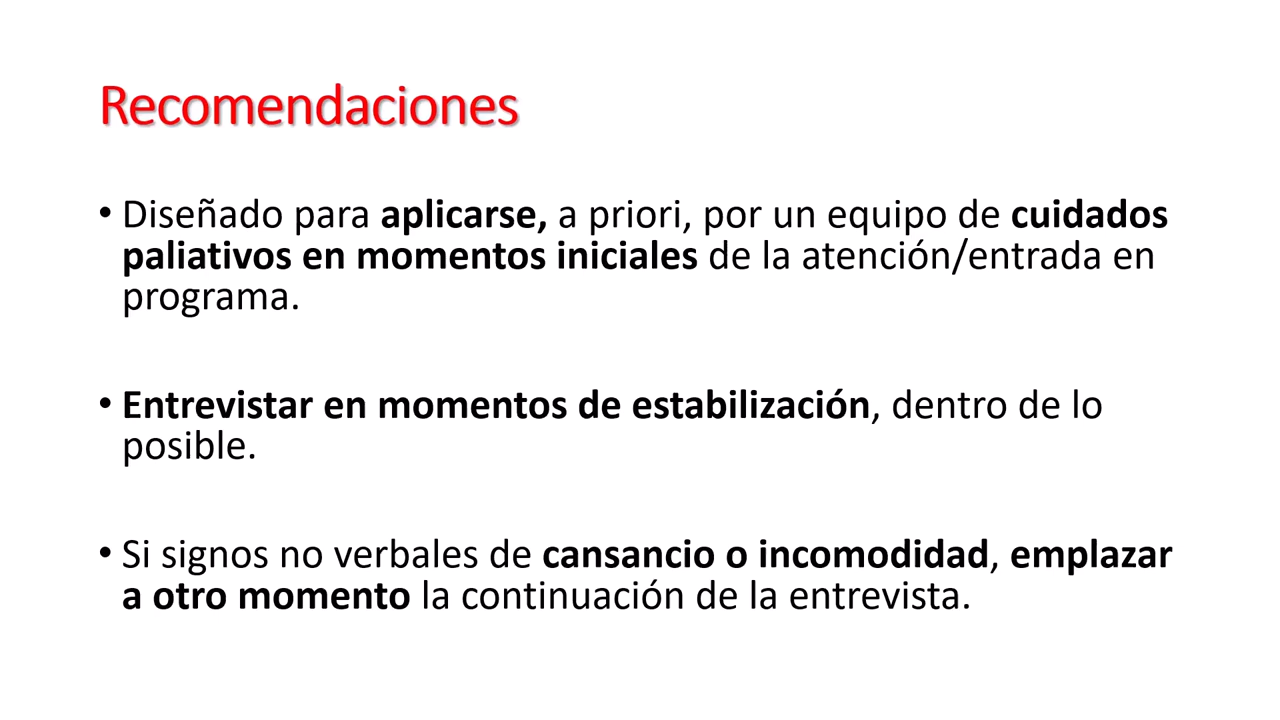 Recomendaciones
• Diseñado para aplicarse, a priori, por un equipo de cuidados
paliativos en momentos iniciales de la atención/entrada en
programa.
• Entrevistar en momentos de estabilización, dentro de lo
posible.
• Si signos no verbales de cansancio o incomodidad, emplazar
a otro momento la continuación de la entrevista.